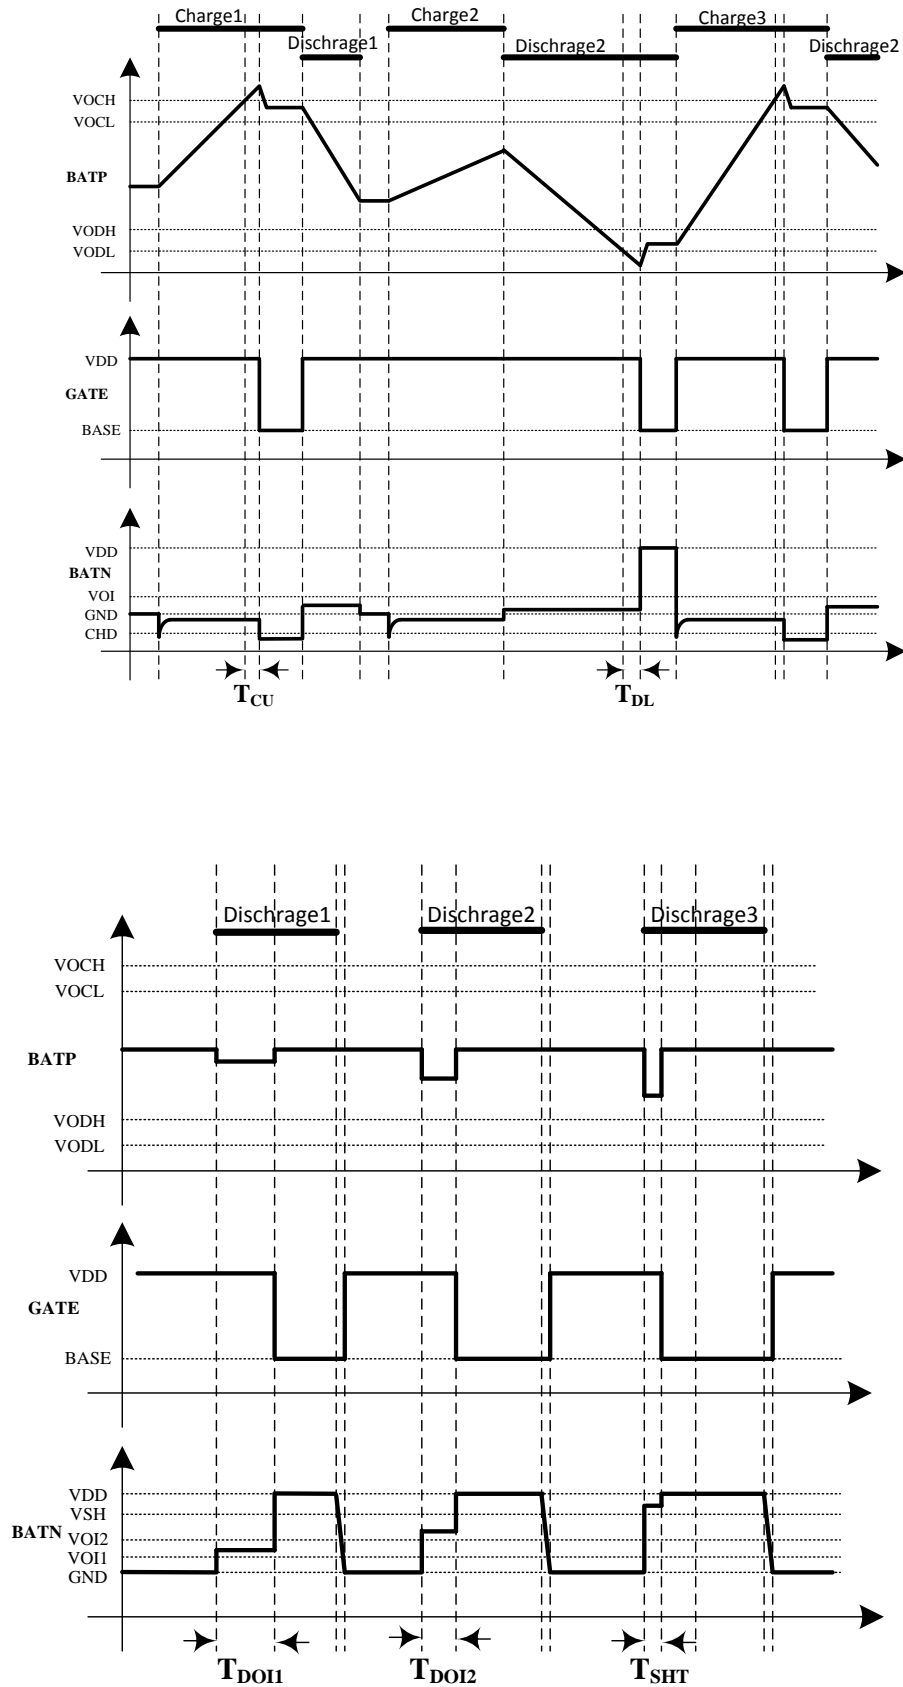 Charge1
Charge2
Charge3
Dischrage1
Dischrage2
Dischrage2
VOCH
VOCL
BATP
VODH
VODL
VDD
GATE
BASE
VDD
BATN
VOI
GND
CHD
TCU
TDL
Dischrage1
Dischrage2
Dischrage3
VOCH
VOCL
BATP
VODH
VODL
VDD
GATE
BASE
VDD
VSH
BATN
VOI2
VOI1
GND
TDOI1
TDOI2
TSHT